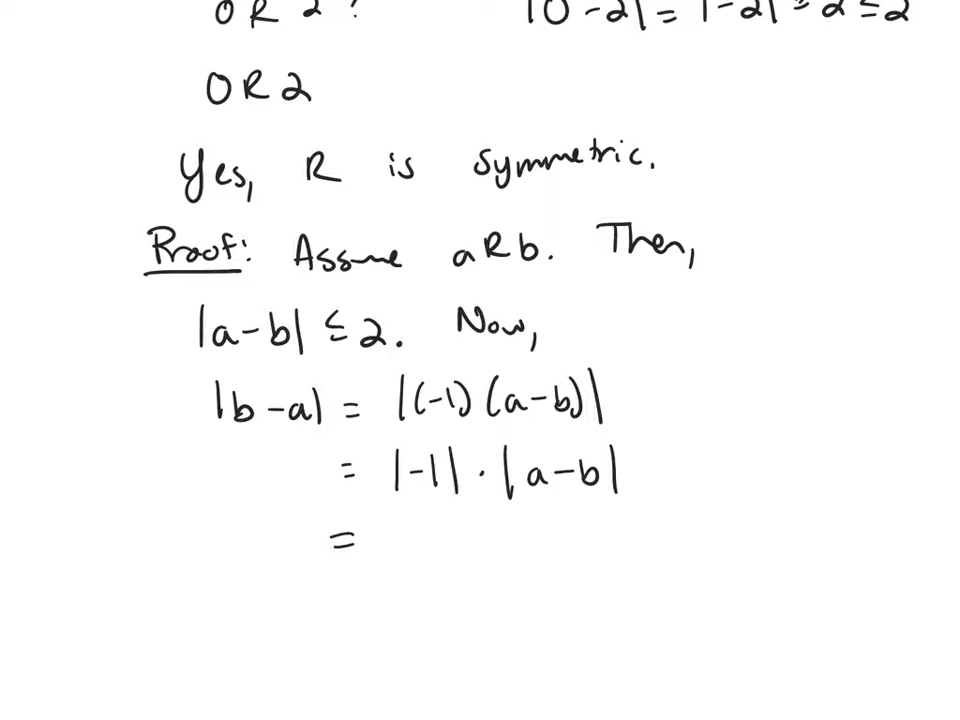 0 R 2 ? |0 - 2| = |-2| = 2 ≤ 2
0 R 2
Yes, R is symmetric.
Proof: Assume a R b. Then,
|a - b| ≤ 2. Now,
|b - a| = |(-1)(a - b)|
= |-1| · |a - b|
=